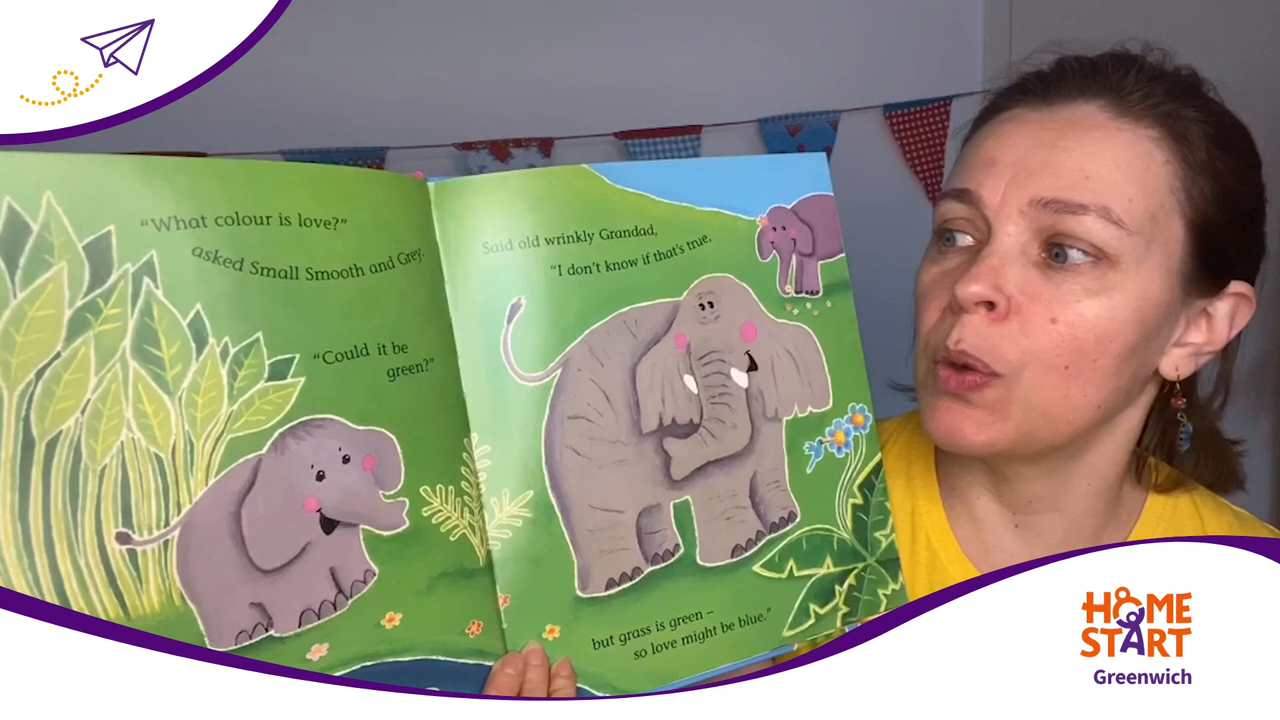 “What colour is love?”
asked Small Smooth and Grey.
“Could it be
green?”
Said old wrinkly Grandad,
“I don’t know if that’s true,
but grass is green –
so love might be blue.”
HOME
START
Greenwich